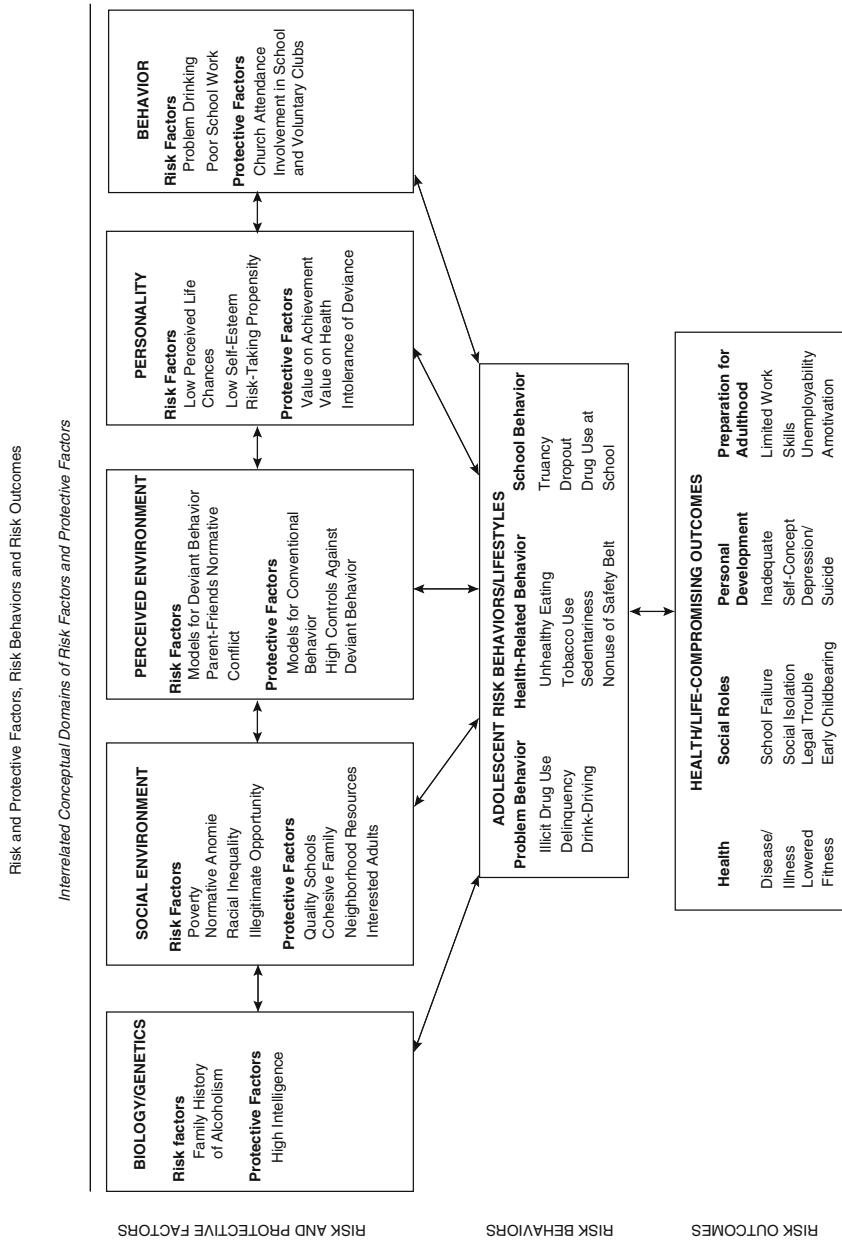 Risk and Protective Factors, Risk Behaviors and Risk Outcomes
Interrelated Conceptual Domains of Risk Factors and Protective Factors
RISK AND PROTECTIVE FACTORS
BIOLOGY/GENETICS
Risk factors
Family History
of Alcoholism
Protective Factors
High Intelligence
SOCIAL ENVIRONMENT
Risk Factors
Poverty
Normative Anomie
Racial Inequality
Illegitimate Opportunity
Protective Factors
Quality Schools
Cohesive Family
Neighborhood Resources
Interested Adults
PERCEIVED ENVIRONMENT
Risk Factors
Models for Deviant Behavior
Parent-Friends Normative
Conflict
Protective Factors
Models for Conventional
Behavior
High Controls Against
Deviant Behavior
PERSONALITY
Risk Factors
Low Perceived Life
Chances
Low Self-Esteem
Risk-Taking Propensity
Protective Factors
Value on Achievement
Value on Health
Intolerance of Deviance
BEHAVIOR
Risk Factors
Problem Drinking
Poor School Work
Protective Factors
Church Attendance
Involvement in School
and Voluntary Clubs
RISK BEHAVIORS
ADOLESCENT RISK BEHAVIORS/LIFESTYLES
Problem Behavior
Illicit Drug Use
Delinquency
Drink-Driving
Health-Related Behavior
Unhealthy Eating
Tobacco Use
Sedentariness
Nonuse of Safety Belt
School Behavior
Truancy
Dropout
Drug Use at
School
RISK OUTCOMES
HEALTH/LIFE-COMPROMISING OUTCOMES
Health
Disease/
Illness
Lowered
Fitness
Social Roles
School Failure
Social Isolation
Legal Trouble
Early Childbearing
Personal
Development
Inadequate
Self-Concept
Depression/
Suicide
Preparation for
Adulthood
Limited Work
Skills
Unemployability
Amotivation